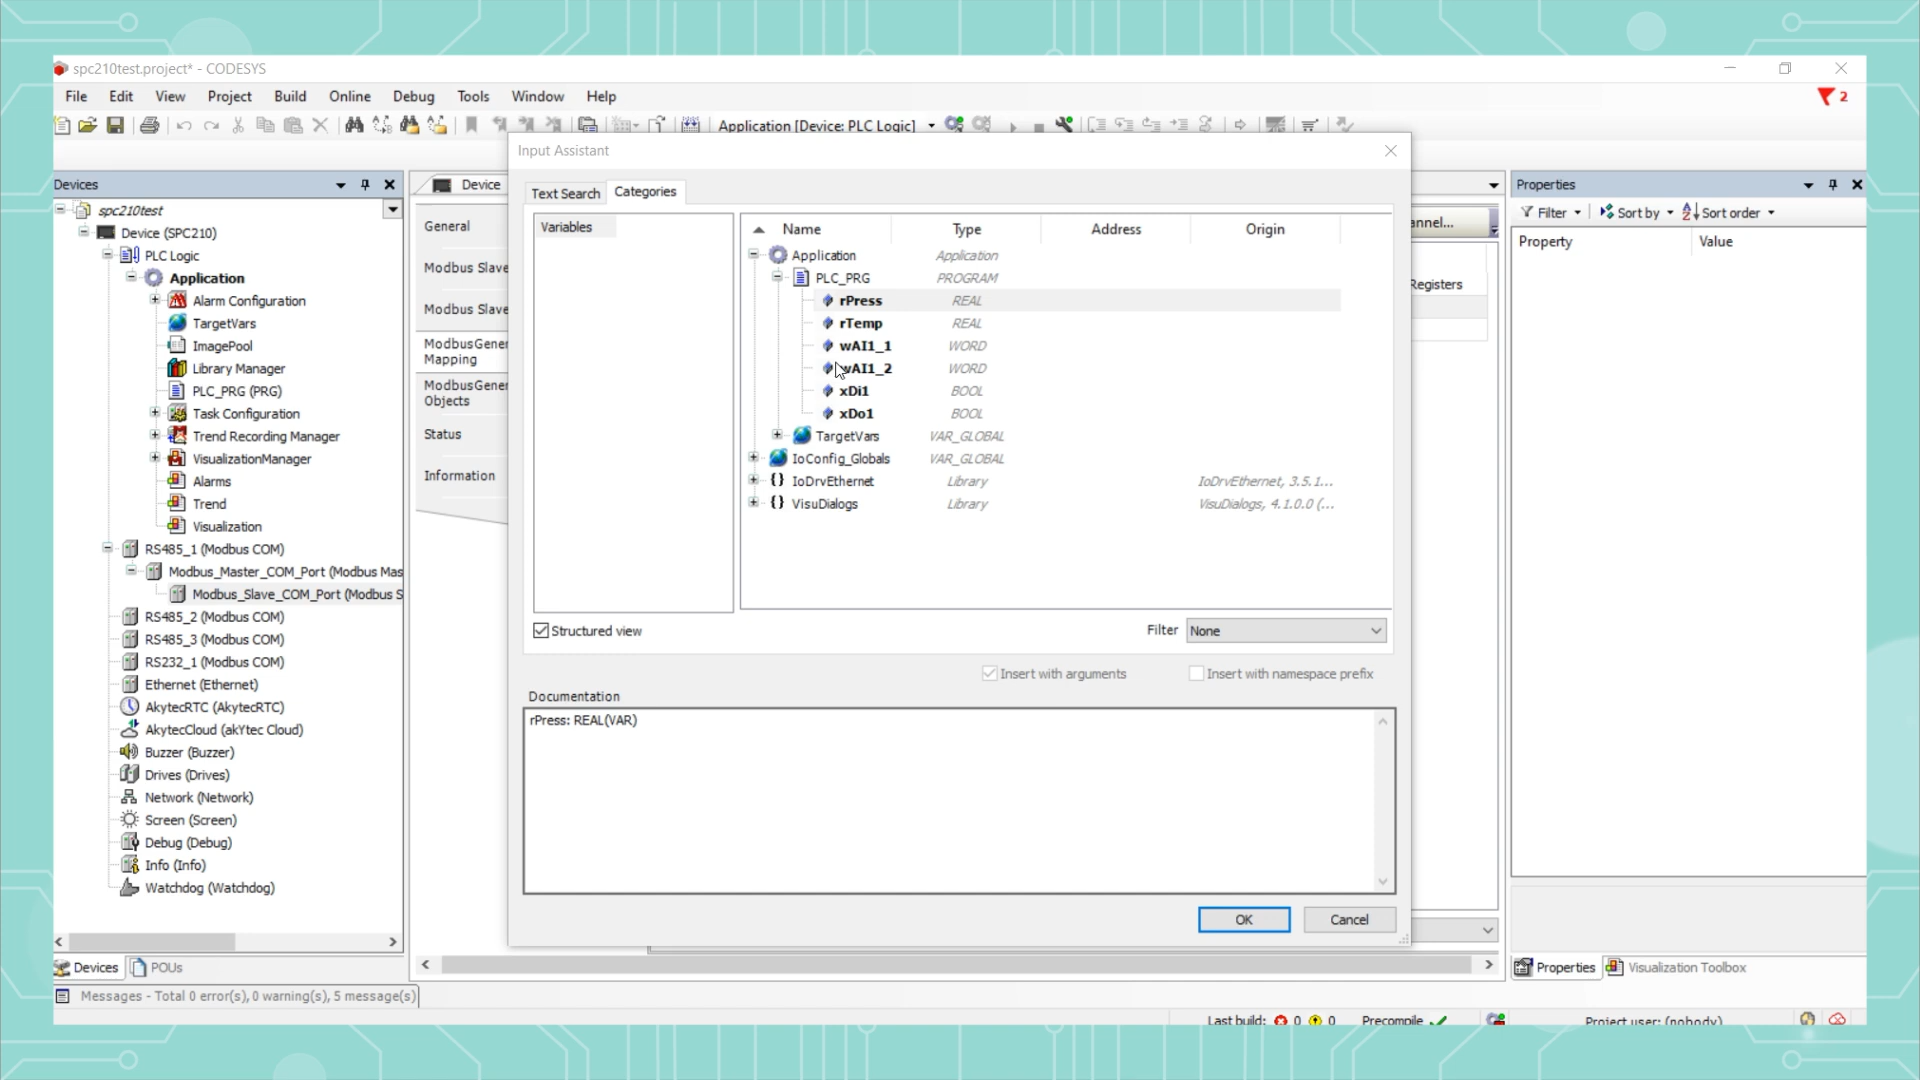 spc210test.project* - CODESYS
File Edit View Project Build Online Debug Tools Window Help
2
Application [Device: PLC Logic]
Devices
spc210test
Device (SPC210)
PLC Logic
Application
Alarm Configuration
TargetVars
ImagePool
Library Manager
PLC_PRG (PRG)
Task Configuration
Trend Recording Manager
VisualizationManager
Alarms
Trend
Visualization
RS485_1 (Modbus COM)
Modbus_Master_COM_Port (Modbus Mas
Modbus_Slave_COM_Port (Modbus S
RS485_2 (Modbus COM)
RS485_3 (Modbus COM)
RS232_1 (Modbus COM)
Ethernet (Ethernet)
AkytecRTC (AkytecRTC)
AkytecCloud (akYtec Cloud)
Buzzer (Buzzer)
Drives (Drives)
Network (Network)
Screen (Screen)
Debug (Debug)
Info (Info)
Watchdog (Watchdog)
Devices POUs
Messages - Total 0 error(s), 0 warning(s), 5 message(s)
Device
General
Modbus Slave
Modbus Slave
ModbusGener
Mapping
ModbusGener
Objects
Status
Information
Input Assistant
Text Search Categories
Variables
Name Type Address Origin
Application Application
PLC_PRG PROGRAM
rPress REAL
rTemp REAL
wAI1_1 WORD
wAI1_2 WORD
xDi1 BOOL
xDo1 BOOL
TargetVars VAR_GLOBAL
IoConfig_Globals VAR_GLOBAL
IoDrvEthernet Library IoDrvEthernet, 3.5.1...
VisuDialogs Library VisuDialogs, 4.1.0.0 (...
Structured view
Filter None
Insert with arguments Insert with namespace prefix
Documentation
rPress: REAL(VAR)
OK Cancel
annel...
Registers
Properties
Filter Sort by Sort order
Property Value
Properties Visualization Toolbox
Last build: 0 0 Precompile Project user: (nobody)